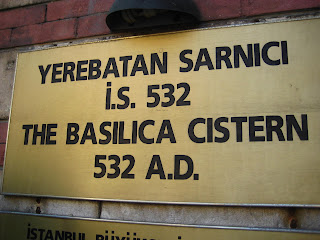 YEREBATAN SARNICI
İ.S. 532
THE BASILICA CISTERN
532 A.D.
İSTANBUL